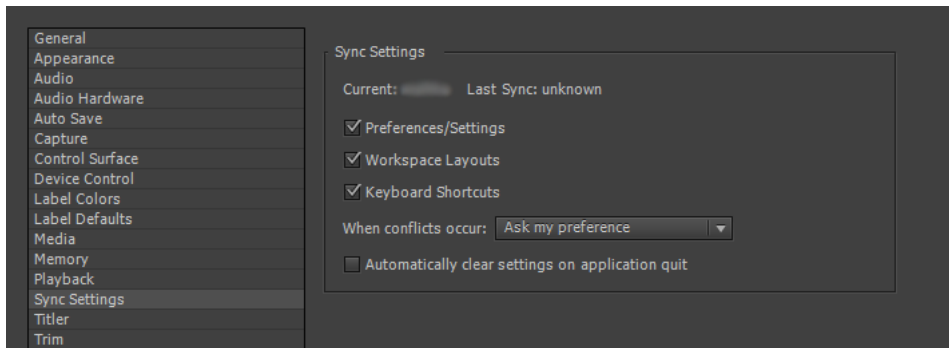 General
Appearance
Audio
Audio Hardware
Auto Save
Capture
Control Surface
Device Control
Label Colors
Label Defaults
Media
Memory
Playback
Sync Settings
Titler
Trim
Sync Settings
Current: Last Sync: unknown
Preferences/Settings
Workspace Layouts
Keyboard Shortcuts
When conflicts occur: Ask my preference
Automatically clear settings on application quit